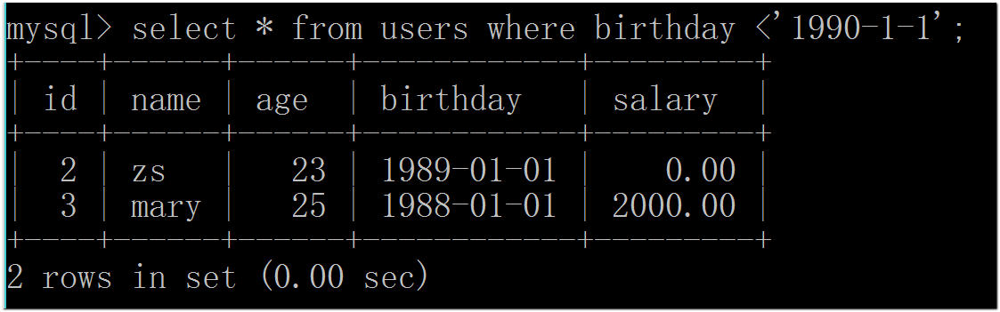 mysql> select * from users where birthday <'1990-1-1';
+----+------+------+------------+---------+
| id | name | age  | birthday   | salary  |
+----+------+------+------------+---------+
|  2 | zs   |   23 | 1989-01-01 |    0.00 |
|  3 | mary |   25 | 1988-01-01 | 2000.00 |
+----+------+------+------------+---------+
2 rows in set (0.00 sec)